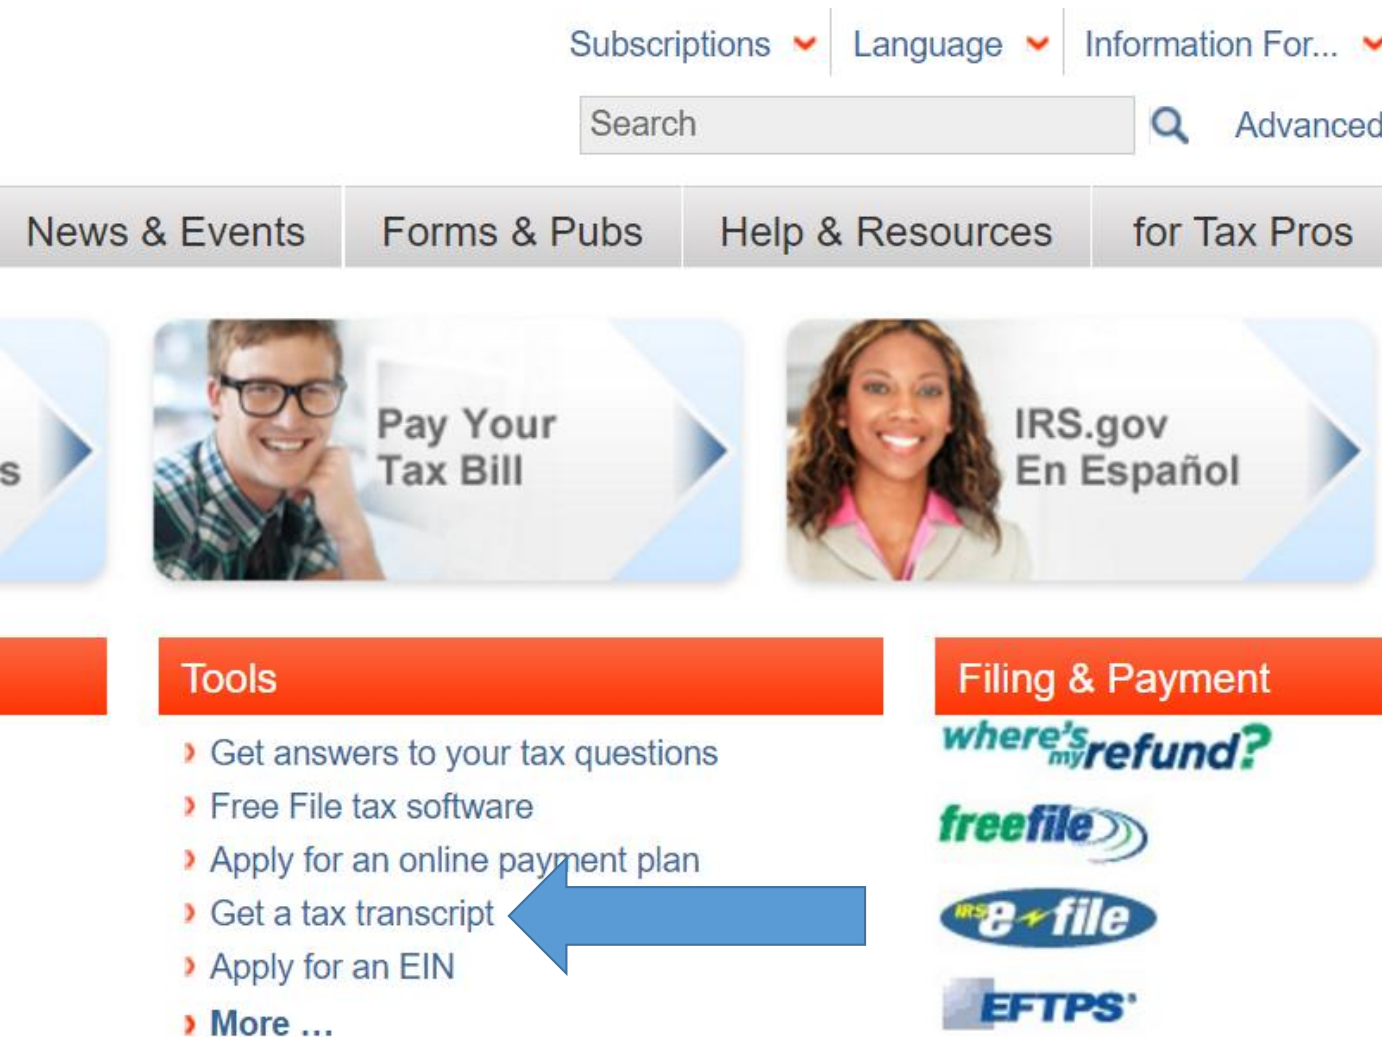 Subscriptions
Language
Information For...
Search
Advanced
News & Events
Forms & Pubs
Help & Resources
for Tax Pros
s
Pay Your
Tax Bill
IRS.gov
En Español
Tools
Get answers to your tax questions
Free File tax software
Apply for an online payment plan
Get a tax transcript
Apply for an EIN
More ...
Filing & Payment
where's my refund?
freefile
IRS e-file
EFTPS